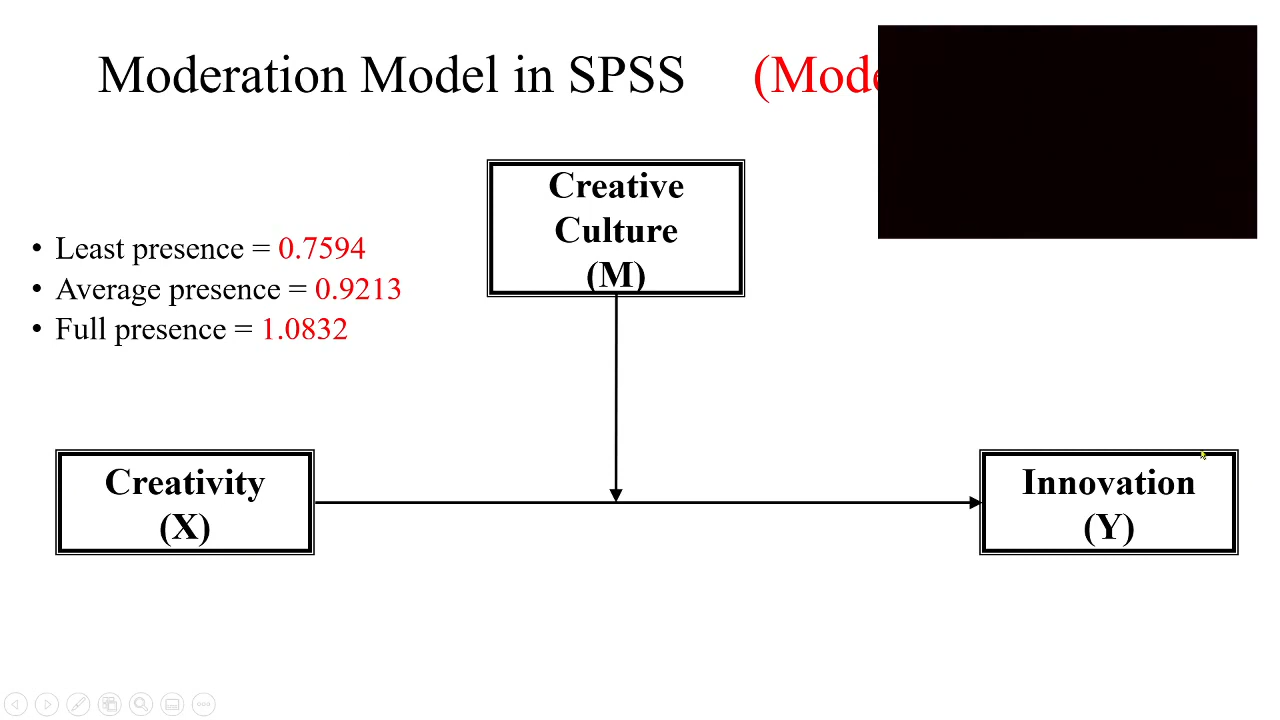 Moderation Model in SPSS
Creative
Culture
(M)
• Least presence = 0.7594
• Average presence = 0.9213
• Full presence = 1.0832
Creativity
(X)
Innovation
(Y)